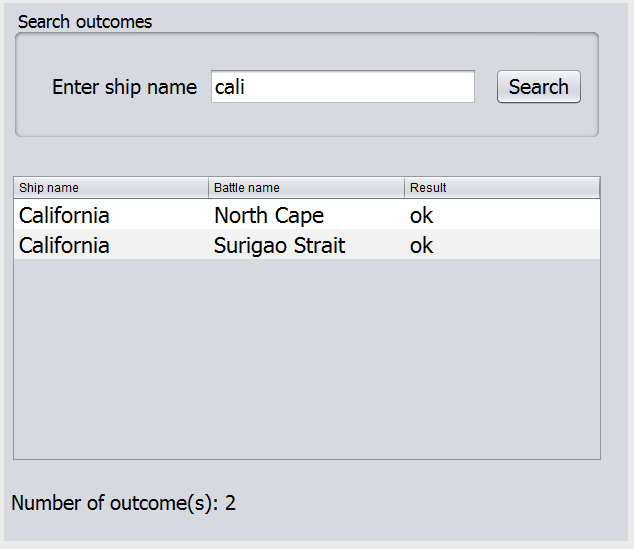 Search outcomes
Enter ship name cali Search
Ship name Battle name Result
California North Cape ok
California Surigao Strait ok
Number of outcome(s): 2